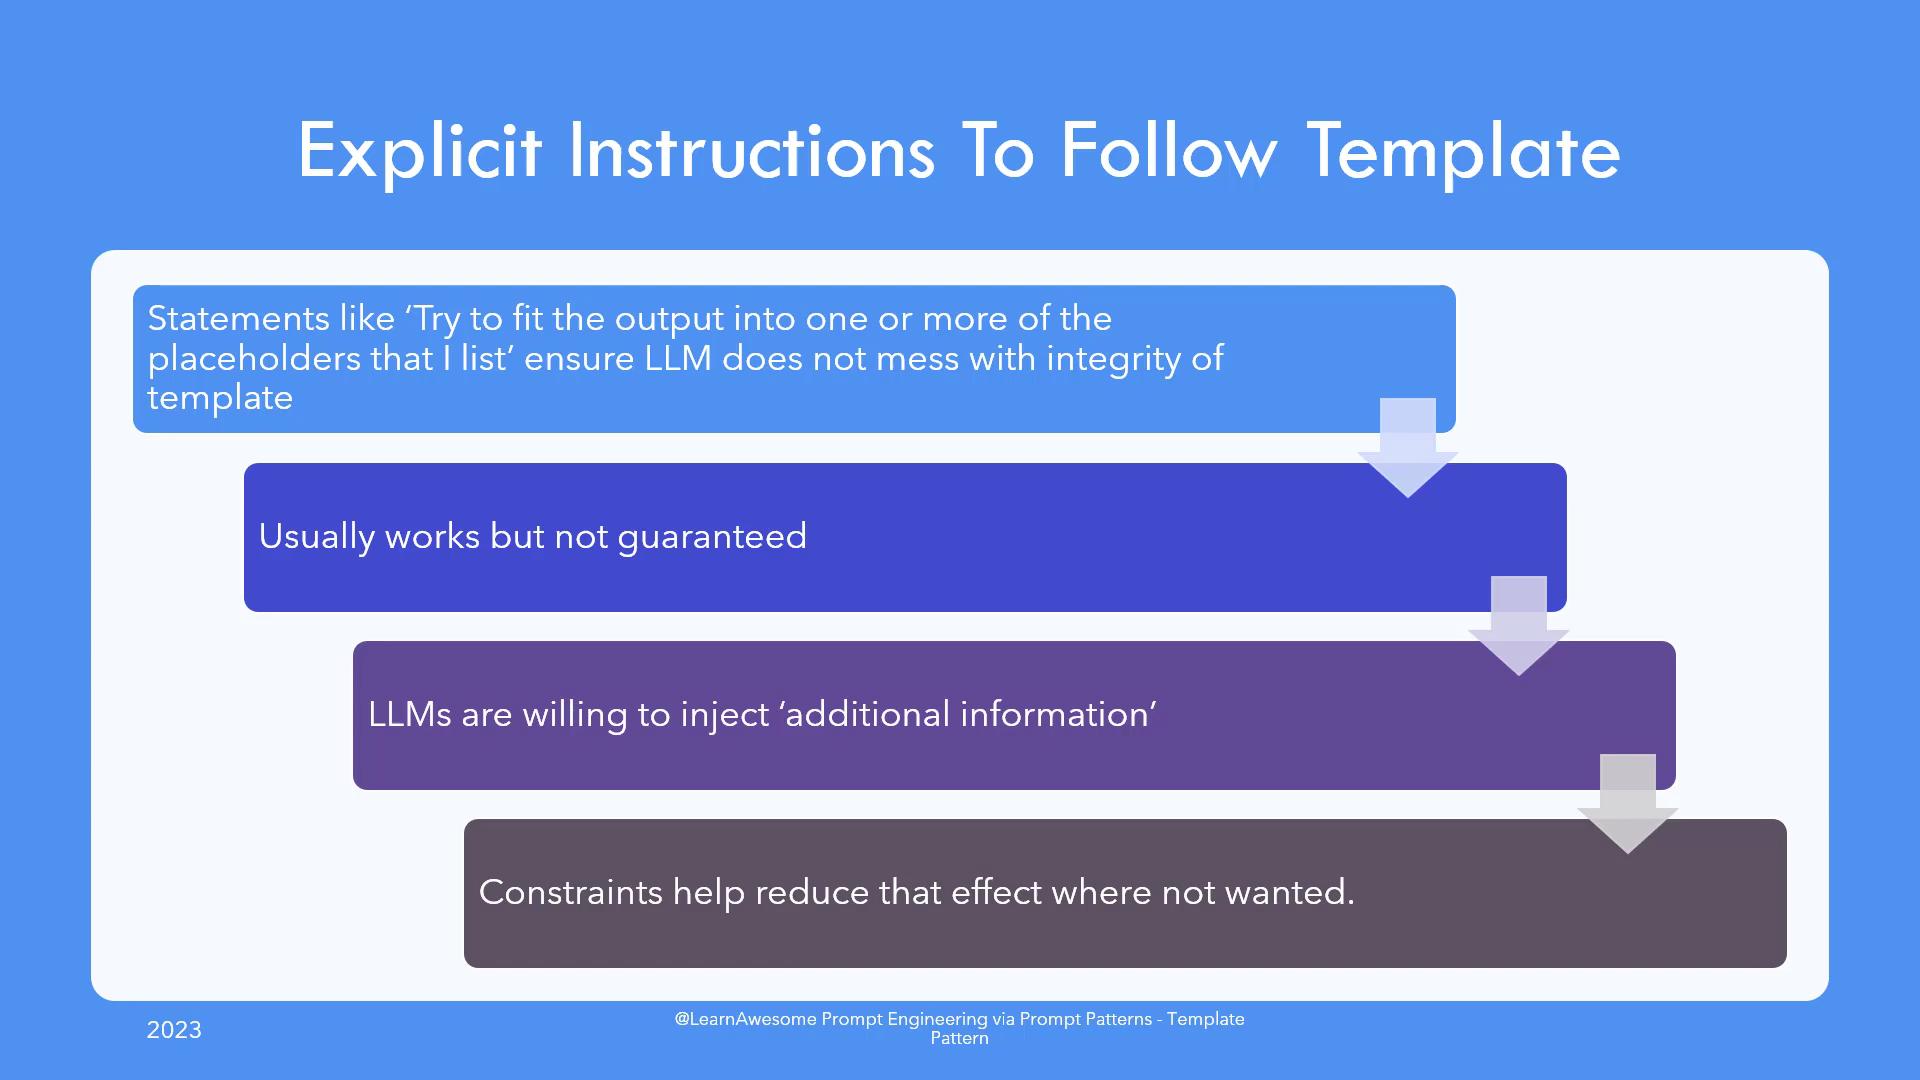 Explicit Instructions To Follow Template
Statements like ‘Try to fit the output into one or more of the
placeholders that I list’ ensure LLM does not mess with integrity of
template
Usually works but not guaranteed
LLMs are willing to inject ‘additional information’
Constraints help reduce that effect where not wanted.
2023
@LearnAwesome Prompt Engineering via Prompt Patterns - Template
Pattern